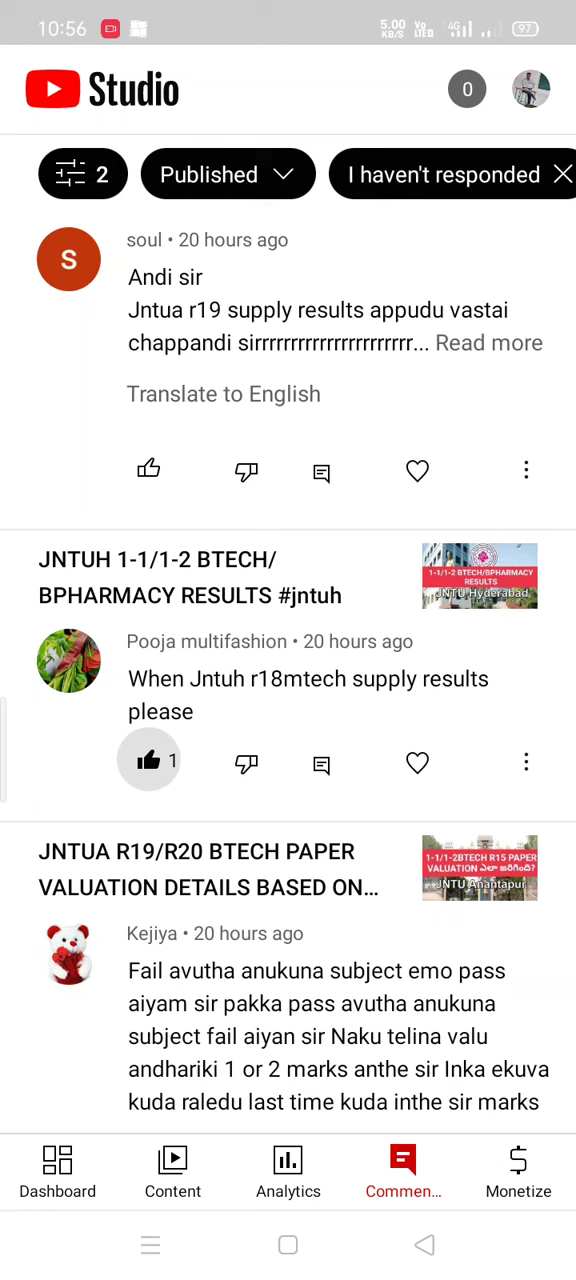 10:56
5.00 KB/S
Vo LTED
4G
97
Studio
0
2
Published
I haven't responded
S
soul • 20 hours ago
Andi sir
Jntua r19 supply results appudu vastai
chappandi sirrrrrrrrrrrrrrrrrrrrrr... Read more
Translate to English
JNTUH 1-1/1-2 BTECH/
BPHARMACY RESULTS #jntuh
1-1/1-2 BTECH/BPHARMACY
RESULTS
JNTU Hyderabad
Pooja multifashion • 20 hours ago
When Jntuh r18mtech supply results
please
1
JNTUA R19/R20 BTECH PAPER
VALUATION DETAILS BASED ON...
1-1/1-2BTECH R15 PAPER
VALUATION ఎలా జరిగింది?
JNTU Anantapur
Kejiya • 20 hours ago
Fail avutha anukuna subject emo pass
aiyam sir pakka pass avutha anukuna
subject fail aiyan sir Naku telina valu
andhariki 1 or 2 marks anthe sir Inka ekuva
kuda raledu last time kuda inthe sir marks
Dashboard
Content
Analytics
Commen...
Monetize